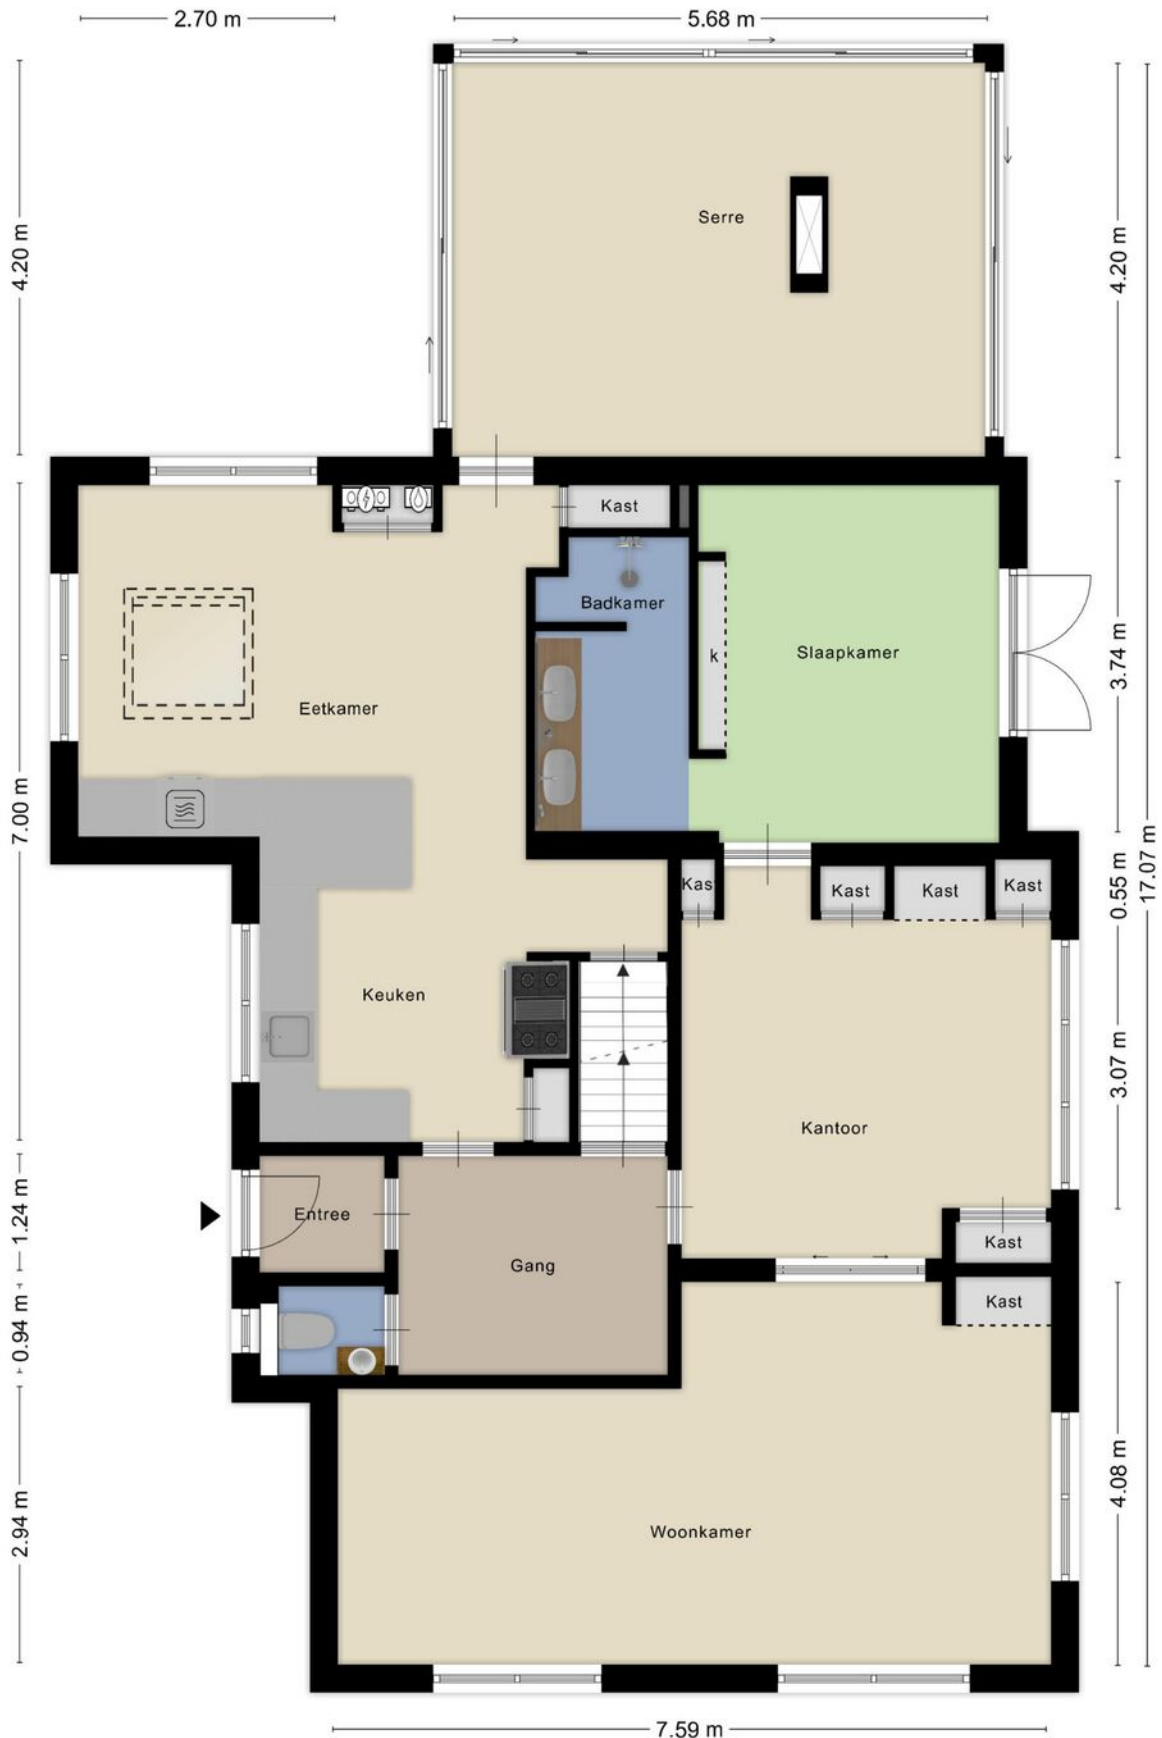 2.70 m
5.68 m
4.20 m
4.20 m
17.07 m
Serre
Kast
Badkamer
k
Slaapkamer
3.74 m
Eetkamer
7.00 m
0.55 m
Kas
Kast
Kast
Kast
Keuken
3.07 m
Kantoor
1.24 m
Entree
Gang
Kast
Kast
0.94 m
2.94 m
4.08 m
Woonkamer
7.59 m